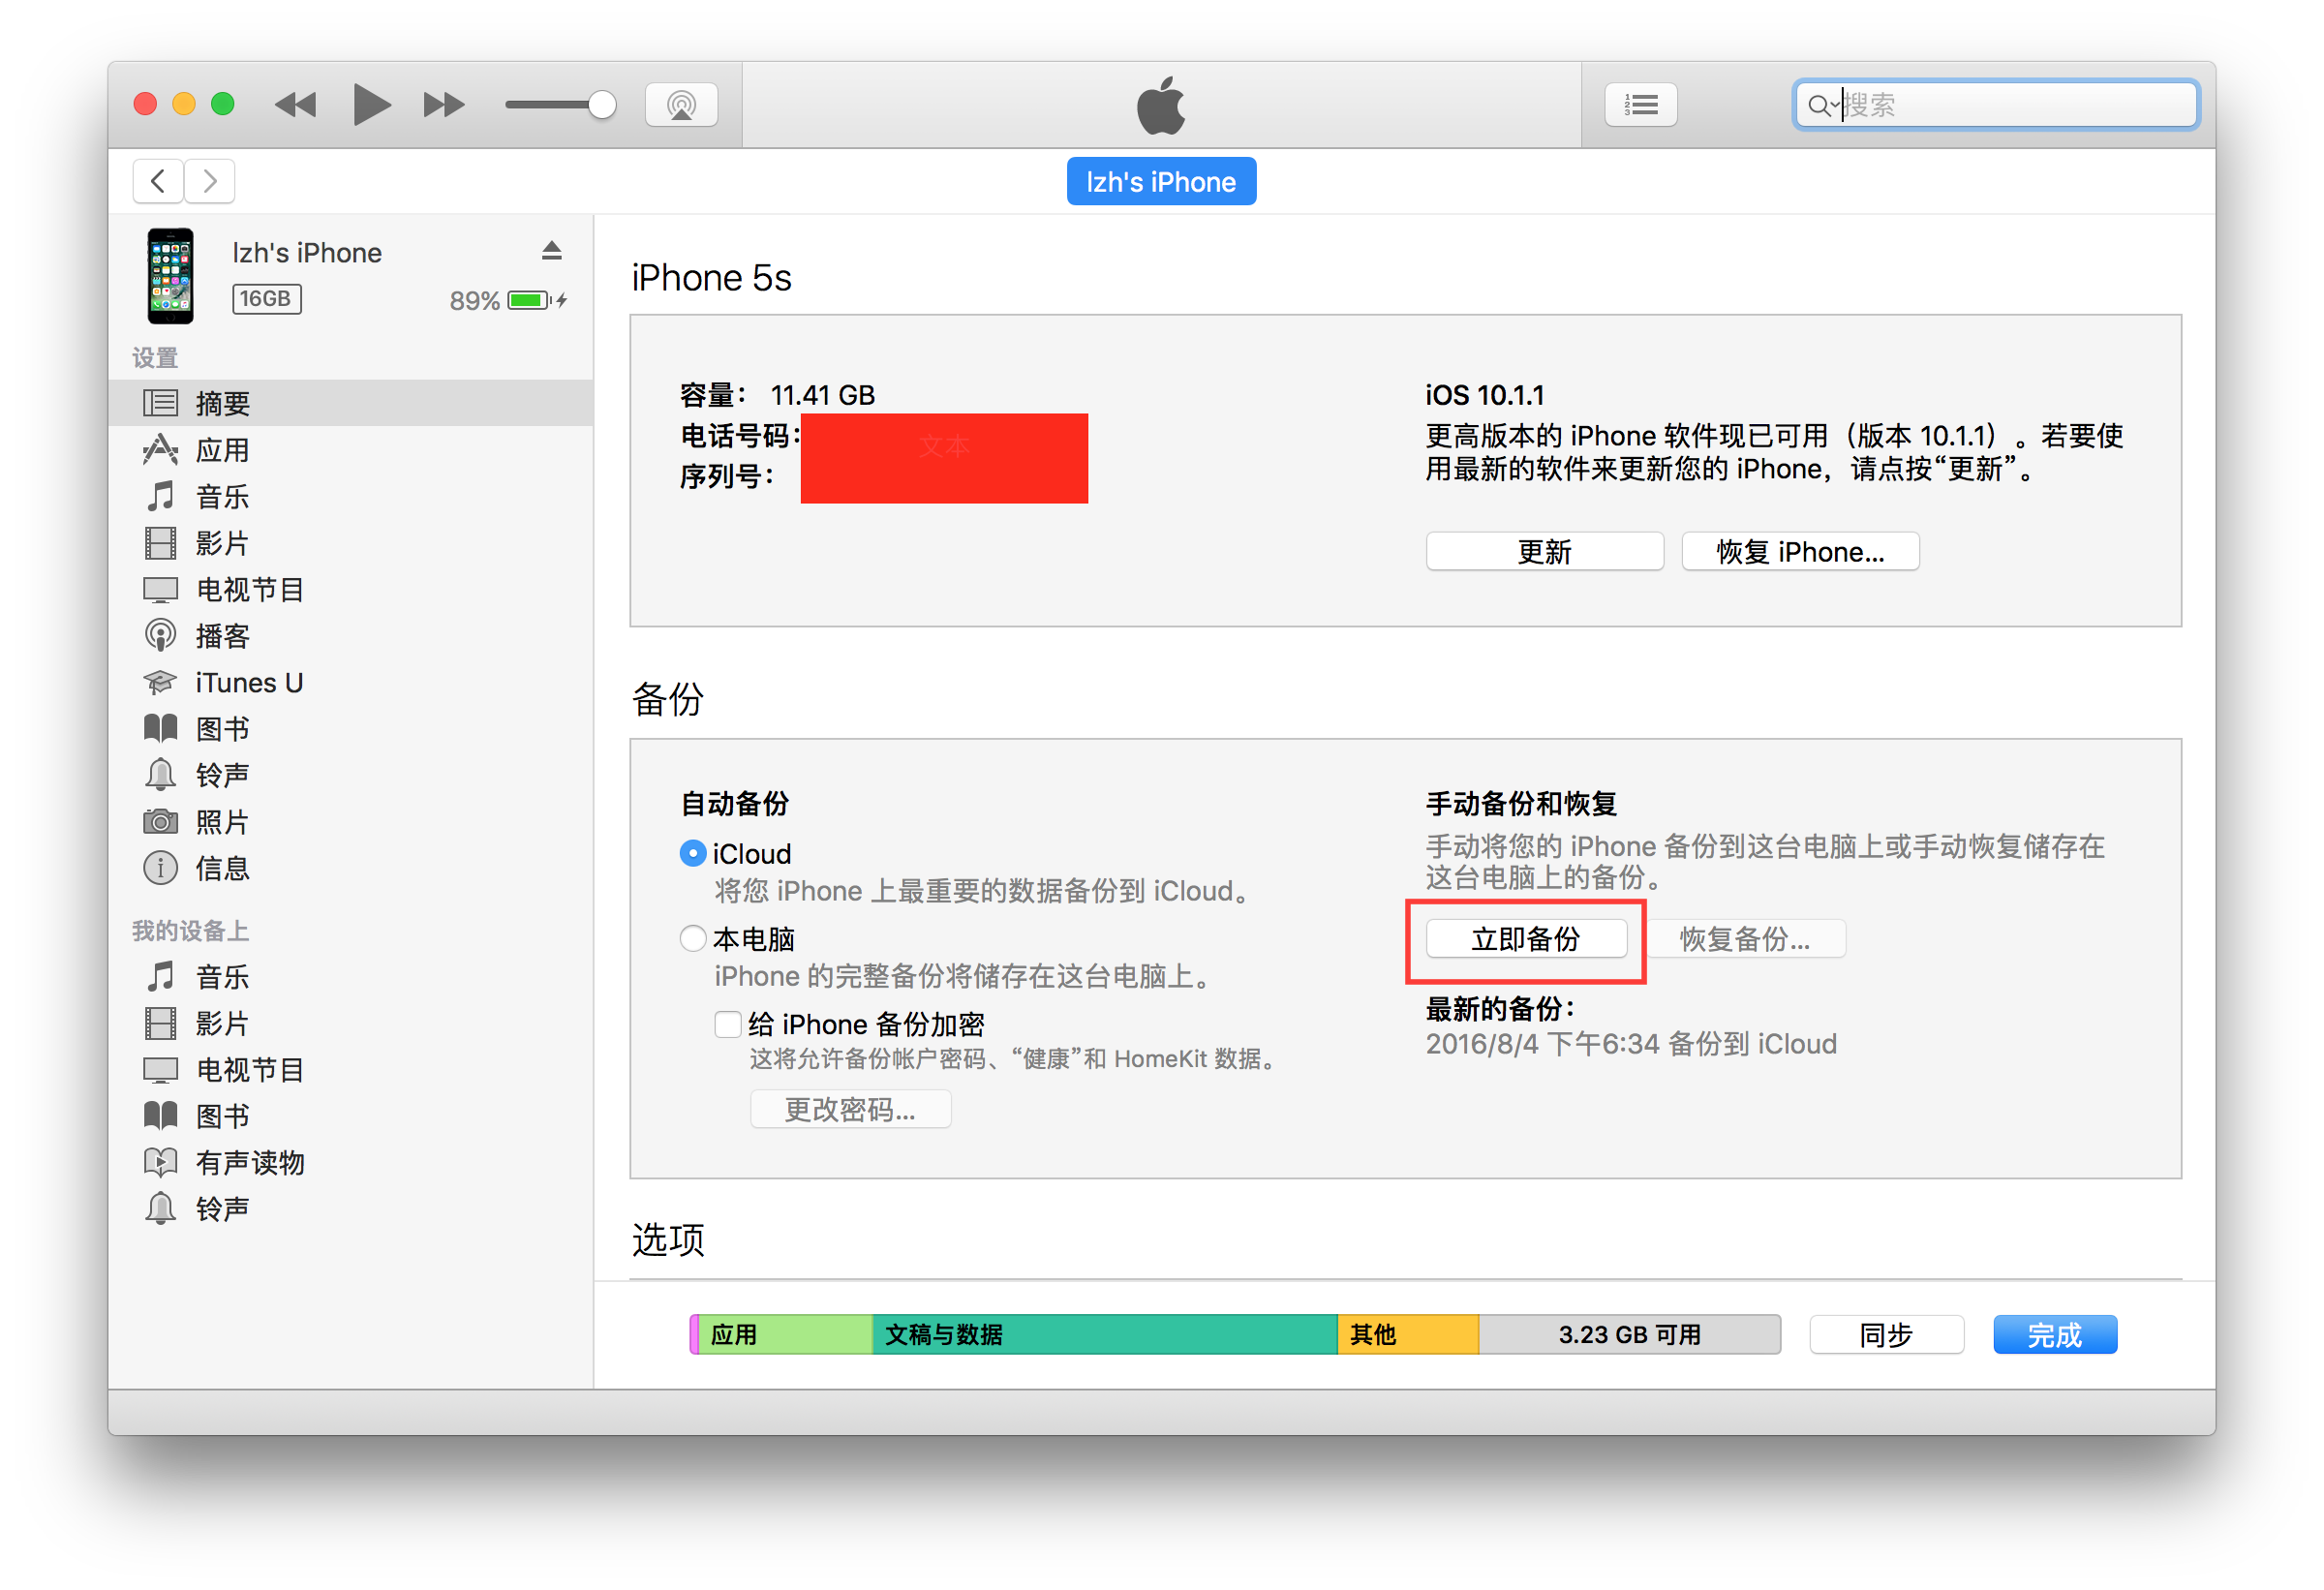 搜索
lzh's iPhone
lzh's iPhone
16GB
89%
设置
摘要
应用
音乐
影片
电视节目
播客
iTunes U
图书
铃声
照片
信息
我的设备上
音乐
影片
电视节目
图书
有声读物
铃声
iPhone 5s
容量： 11.41 GB
电话号码：
文本
序列号：
iOS 10.1.1
更高版本的 iPhone 软件现已可用（版本 10.1.1）。若要使
用最新的软件来更新您的 iPhone，请点按“更新”。
更新
恢复 iPhone...
备份
自动备份
iCloud
将您 iPhone 上最重要的数据备份到 iCloud。
本电脑
iPhone 的完整备份将储存在这台电脑上。
给 iPhone 备份加密
这将允许备份帐户密码、“健康”和 HomeKit 数据。
更改密码...
手动备份和恢复
手动将您的 iPhone 备份到这台电脑上或手动恢复储存在
这台电脑上的备份。
立即备份
恢复备份...
最新的备份：
2016/8/4 下午6:34 备份到 iCloud
选项
应用
文稿与数据
其他
3.23 GB 可用
同步
完成